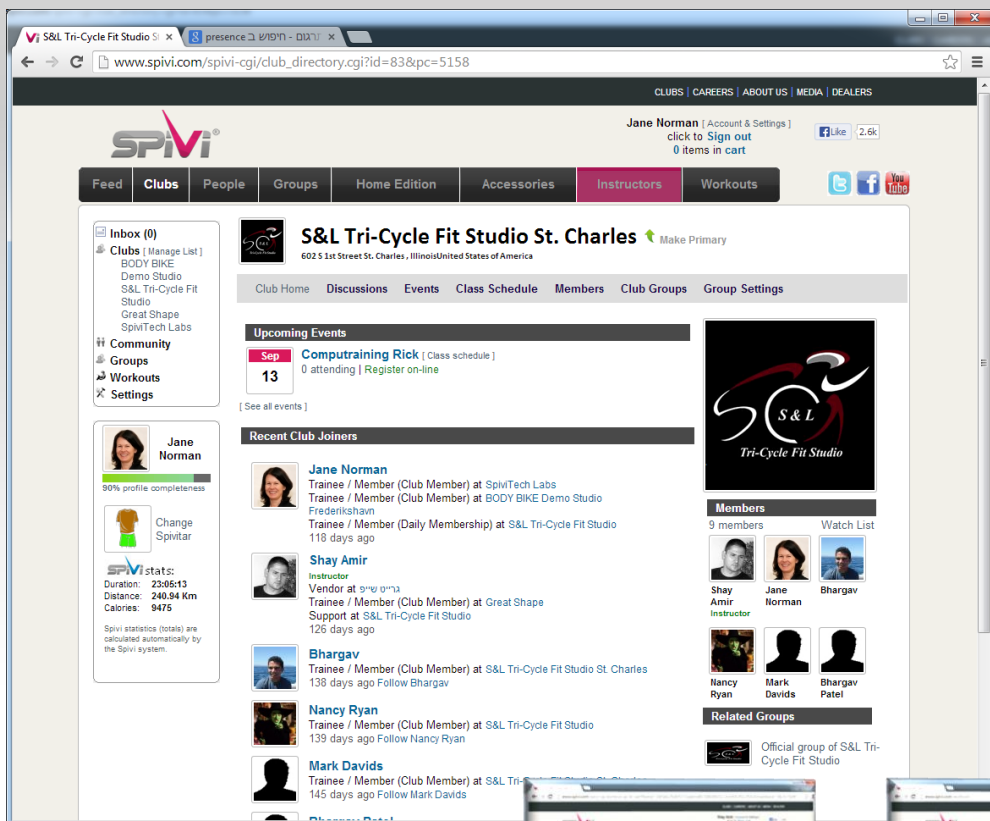 S&L Tri-Cycle Fit Studio S
תרגום - חיפוש ב presence
www.spivi.com/spivi-cgi/club_directory.cgi?id=83&pc=5158
CLUBS | CAREERS | ABOUT US | MEDIA | DEALERS
SPiVi®
Jane Norman [ Account & Settings ]
click to Sign out
0 items in cart
Like 2.6k
Feed Clubs People Groups Home Edition Accessories Instructors Workouts
You Tube
Inbox (0)
Clubs [ Manage List ]
BODY BIKE
Demo Studio
S&L Tri-Cycle Fit
Studio
Great Shape
SpiviTech Labs
Community
Groups
Workouts
Settings
Jane
Norman
90% profile completeness
Change
Spivitar
SPiVi stats:
Duration: 23:05:13
Distance: 240.94 Km
Calories: 9475
Spivi statistics (totals) are
calculated automatically by
the Spivi system.
S&L Tri-Cycle Fit Studio St. Charles Make Primary
602 S 1st Street St. Charles, IllinoisUnited States of America
Club Home Discussions Events Class Schedule Members Club Groups Group Settings
Upcoming Events
Sep
13
Computraining Rick [ Class schedule ]
0 attending | Register on-line
[ See all events ]
Recent Club Joiners
Jane Norman
Trainee / Member (Club Member) at SpiviTech Labs
Trainee / Member (Club Member) at BODY BIKE Demo Studio
Frederikshavn
Trainee / Member (Daily Membership) at S&L Tri-Cycle Fit Studio
118 days ago
Shay Amir
Instructor
Vendor at גרייט שייפ
Trainee / Member (Club Member) at Great Shape
Support at S&L Tri-Cycle Fit Studio
126 days ago
Bhargav
Trainee / Member (Club Member) at S&L Tri-Cycle Fit Studio St. Charles
138 days ago Follow Bhargav
Nancy Ryan
Trainee / Member (Club Member) at S&L Tri-Cycle Fit Studio
139 days ago Follow Nancy Ryan
Mark Davids
Trainee / Member (Club Member) at S&L Tri-
145 days ago Follow Mark Davids
S & L
Tri-Cycle Fit Studio
Members
9 members Watch List
Shay
Amir
Instructor
Jane
Norman
Bhargav
Nancy
Ryan
Mark
Davids
Bhargav
Patel
Related Groups
Official group of S&L Tri-
Cycle Fit Studio